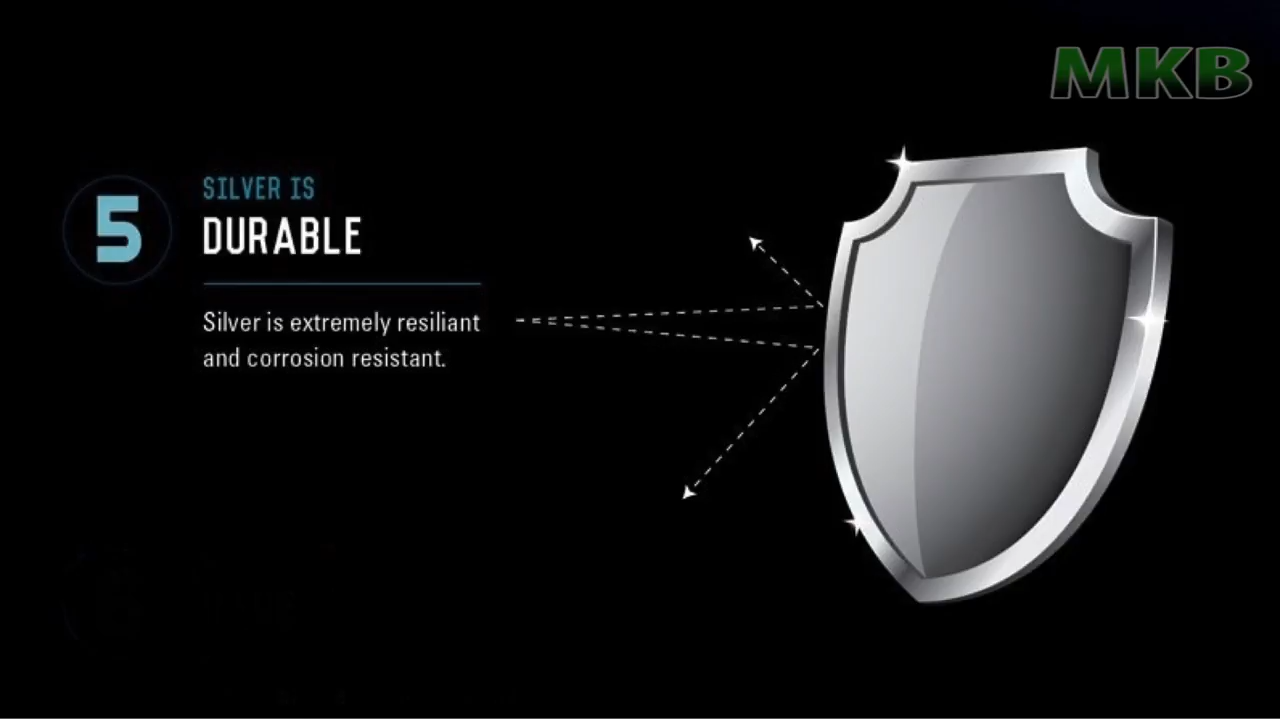 MKB
5
SILVER IS
DURABLE
Silver is extremely resiliant
and corrosion resistant.